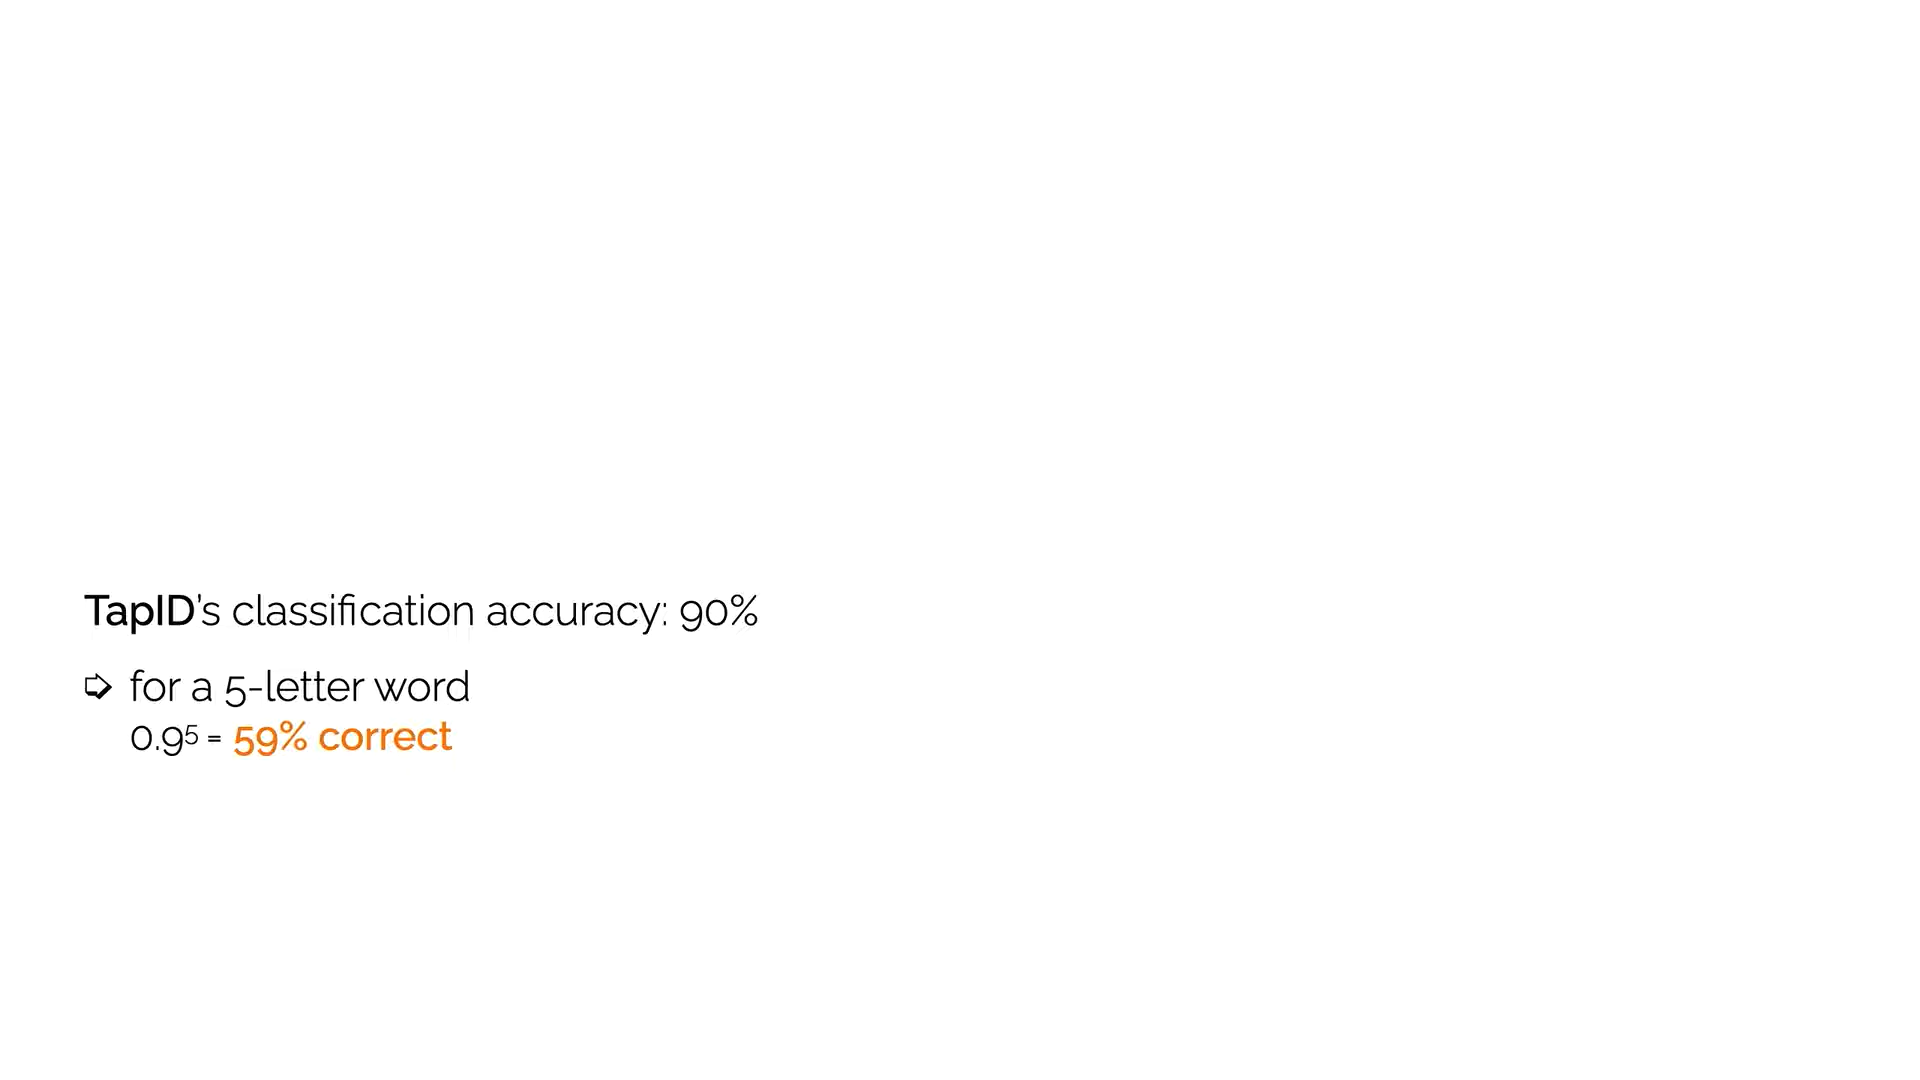 TapID’s classification accuracy: 90%
➩ for a 5-letter word
0.9⁵ = 59% correct